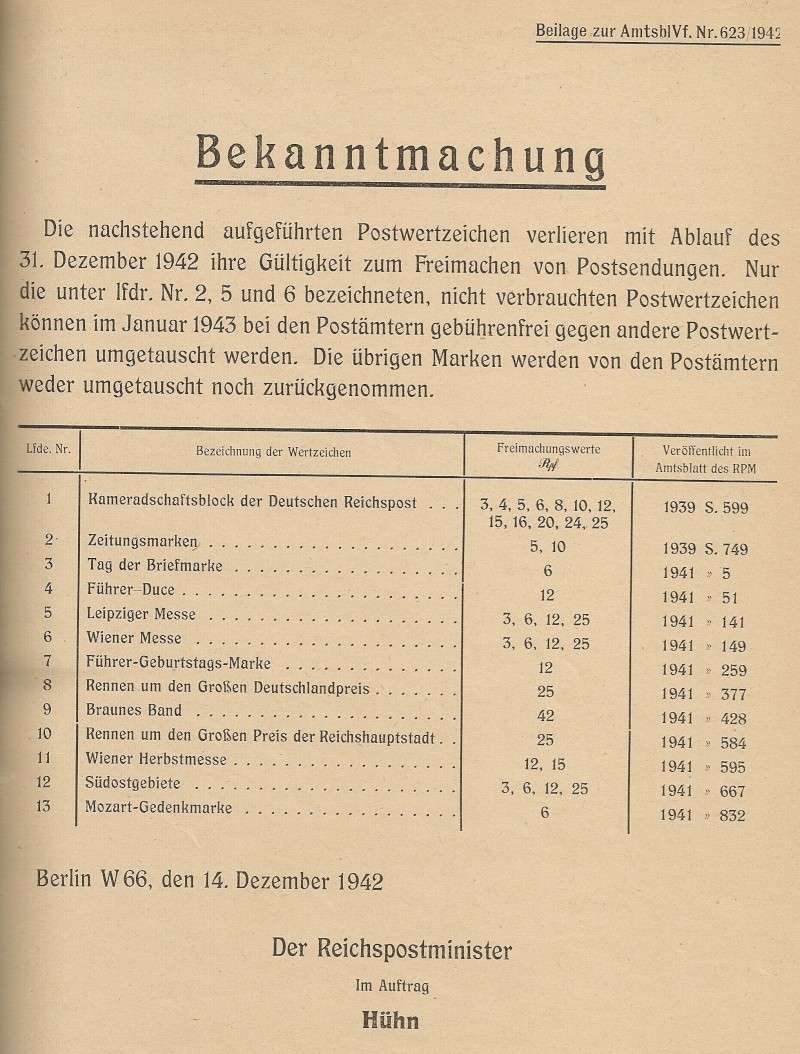 Beilage zur AmtsblVf. Nr. 623/1942
Bekanntmachung
Die nachstehend aufgeführten Postwertzeichen verlieren mit Ablauf des
31. Dezember 1942 ihre Gültigkeit zum Freimachen von Postsendungen. Nur
die unter lfdr. Nr. 2, 5 und 6 bezeichneten, nicht verbrauchten Postwertzeichen
können im Januar 1943 bei den Postämtern gebührenfrei gegen andere Postwert-
zeichen umgetauscht werden. Die übrigen Marken werden von den Postämtern
weder umgetauscht noch zurückgenommen.
Lfde. Nr. Bezeichnung der Wertzeichen Freimachungswerte Rpf Veröffentlicht im Amtsblatt des RPM
1 Kameradschaftsblock der Deutschen Reichspost . . . 3, 4, 5, 6, 8, 10, 12, 1939 S. 599
15, 16, 20, 24, 25
2 Zeitungsmarken . . . . . . . . . . . . . . . . . . . 5, 10 1939 S. 749
3 Tag der Briefmarke . . . . . . . . . . . . . . . . . 6 1941 „ 5
4 Führer-Duce . . . . . . . . . . . . . . . . . . . . . 12 1941 „ 51
5 Leipziger Messe . . . . . . . . . . . . . . . . . . . 3, 6, 12, 25 1941 „ 141
6 Wiener Messe . . . . . . . . . . . . . . . . . . . . 3, 6, 12, 25 1941 „ 149
7 Führer-Geburtstags-Marke . . . . . . . . . . . . . 12 1941 „ 259
8 Rennen um den Großen Deutschlandpreis . . . . . . 25 1941 „ 377
9 Braunes Band . . . . . . . . . . . . . . . . . . . . 42 1941 „ 428
10 Rennen um den Großen Preis der Reichshauptstadt . . 25 1941 „ 584
11 Wiener Herbstmesse . . . . . . . . . . . . . . . . . 12, 15 1941 „ 595
12 Südostgebiete . . . . . . . . . . . . . . . . . . . . 3, 6, 12, 25 1941 „ 667
13 Mozart-Gedenkmarke . . . . . . . . . . . . . . . . 6 1941 „ 832
Berlin W 66, den 14. Dezember 1942
Der Reichspostminister
Im Auftrag
Hühn